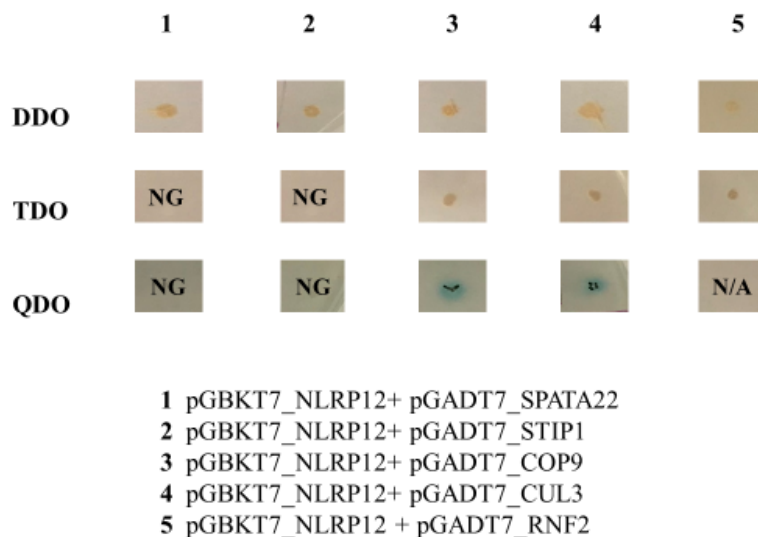 1 2 3 4 5
DDO
TDO NG NG
QDO NG NG N/A
1 pGBKT7_NLRP12+ pGADT7_SPATA22
2 pGBKT7_NLRP12+ pGADT7_STIP1
3 pGBKT7_NLRP12+ pGADT7_COP9
4 pGBKT7_NLRP12+ pGADT7_CUL3
5 pGBKT7_NLRP12 + pGADT7_RNF2